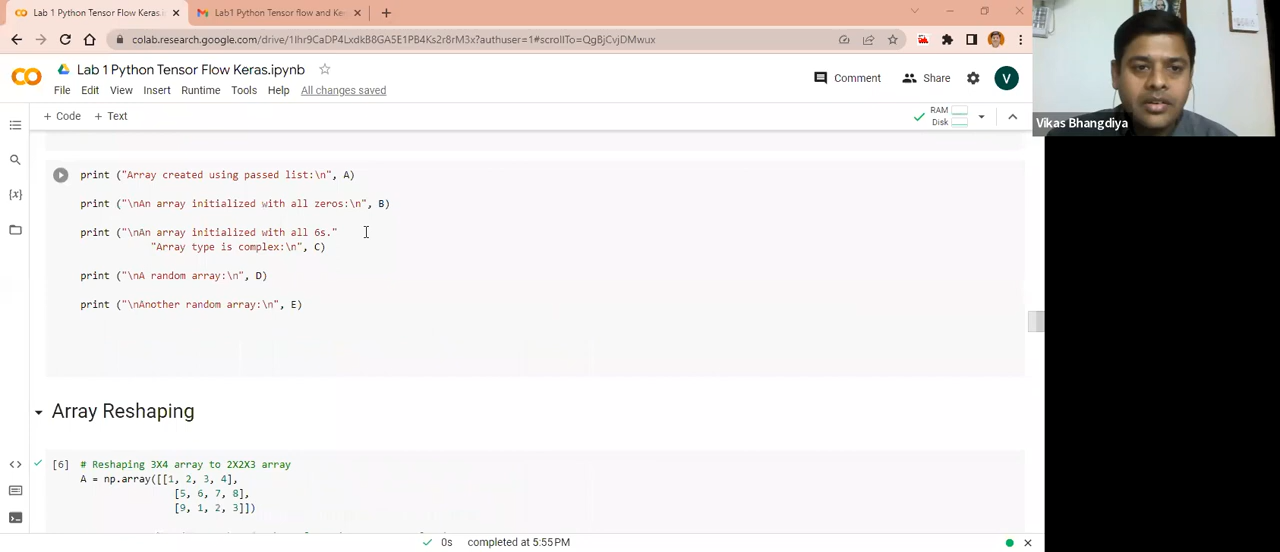 Lab 1 Python Tensor Flow Keras.i
Lab1 Python Tensor flow and Ker
colab.research.google.com/drive/1Ihr9CaDP4LxdkB8GA5E1PB4Ks2r8rM3x?authuser=1#scrollTo=QgBjCvjDMwux
Lab 1 Python Tensor Flow Keras.ipynb
Comment
Share
V
File Edit View Insert Runtime Tools Help All changes saved
+ Code + Text
RAM
Disk
Vikas Bhangdiya
print ("Array created using passed list:\n", A)
print ("\nAn array initialized with all zeros:\n", B)
print ("\nAn array initialized with all 6s."
"Array type is complex:\n", C)
print ("\nA random array:\n", D)
print ("\nAnother random array:\n", E)
Array Reshaping
[6] # Reshaping 3X4 array to 2X2X3 array
A = np.array([[1, 2, 3, 4],
[5, 6, 7, 8],
[9, 1, 2, 3]])
0s completed at 5:55 PM